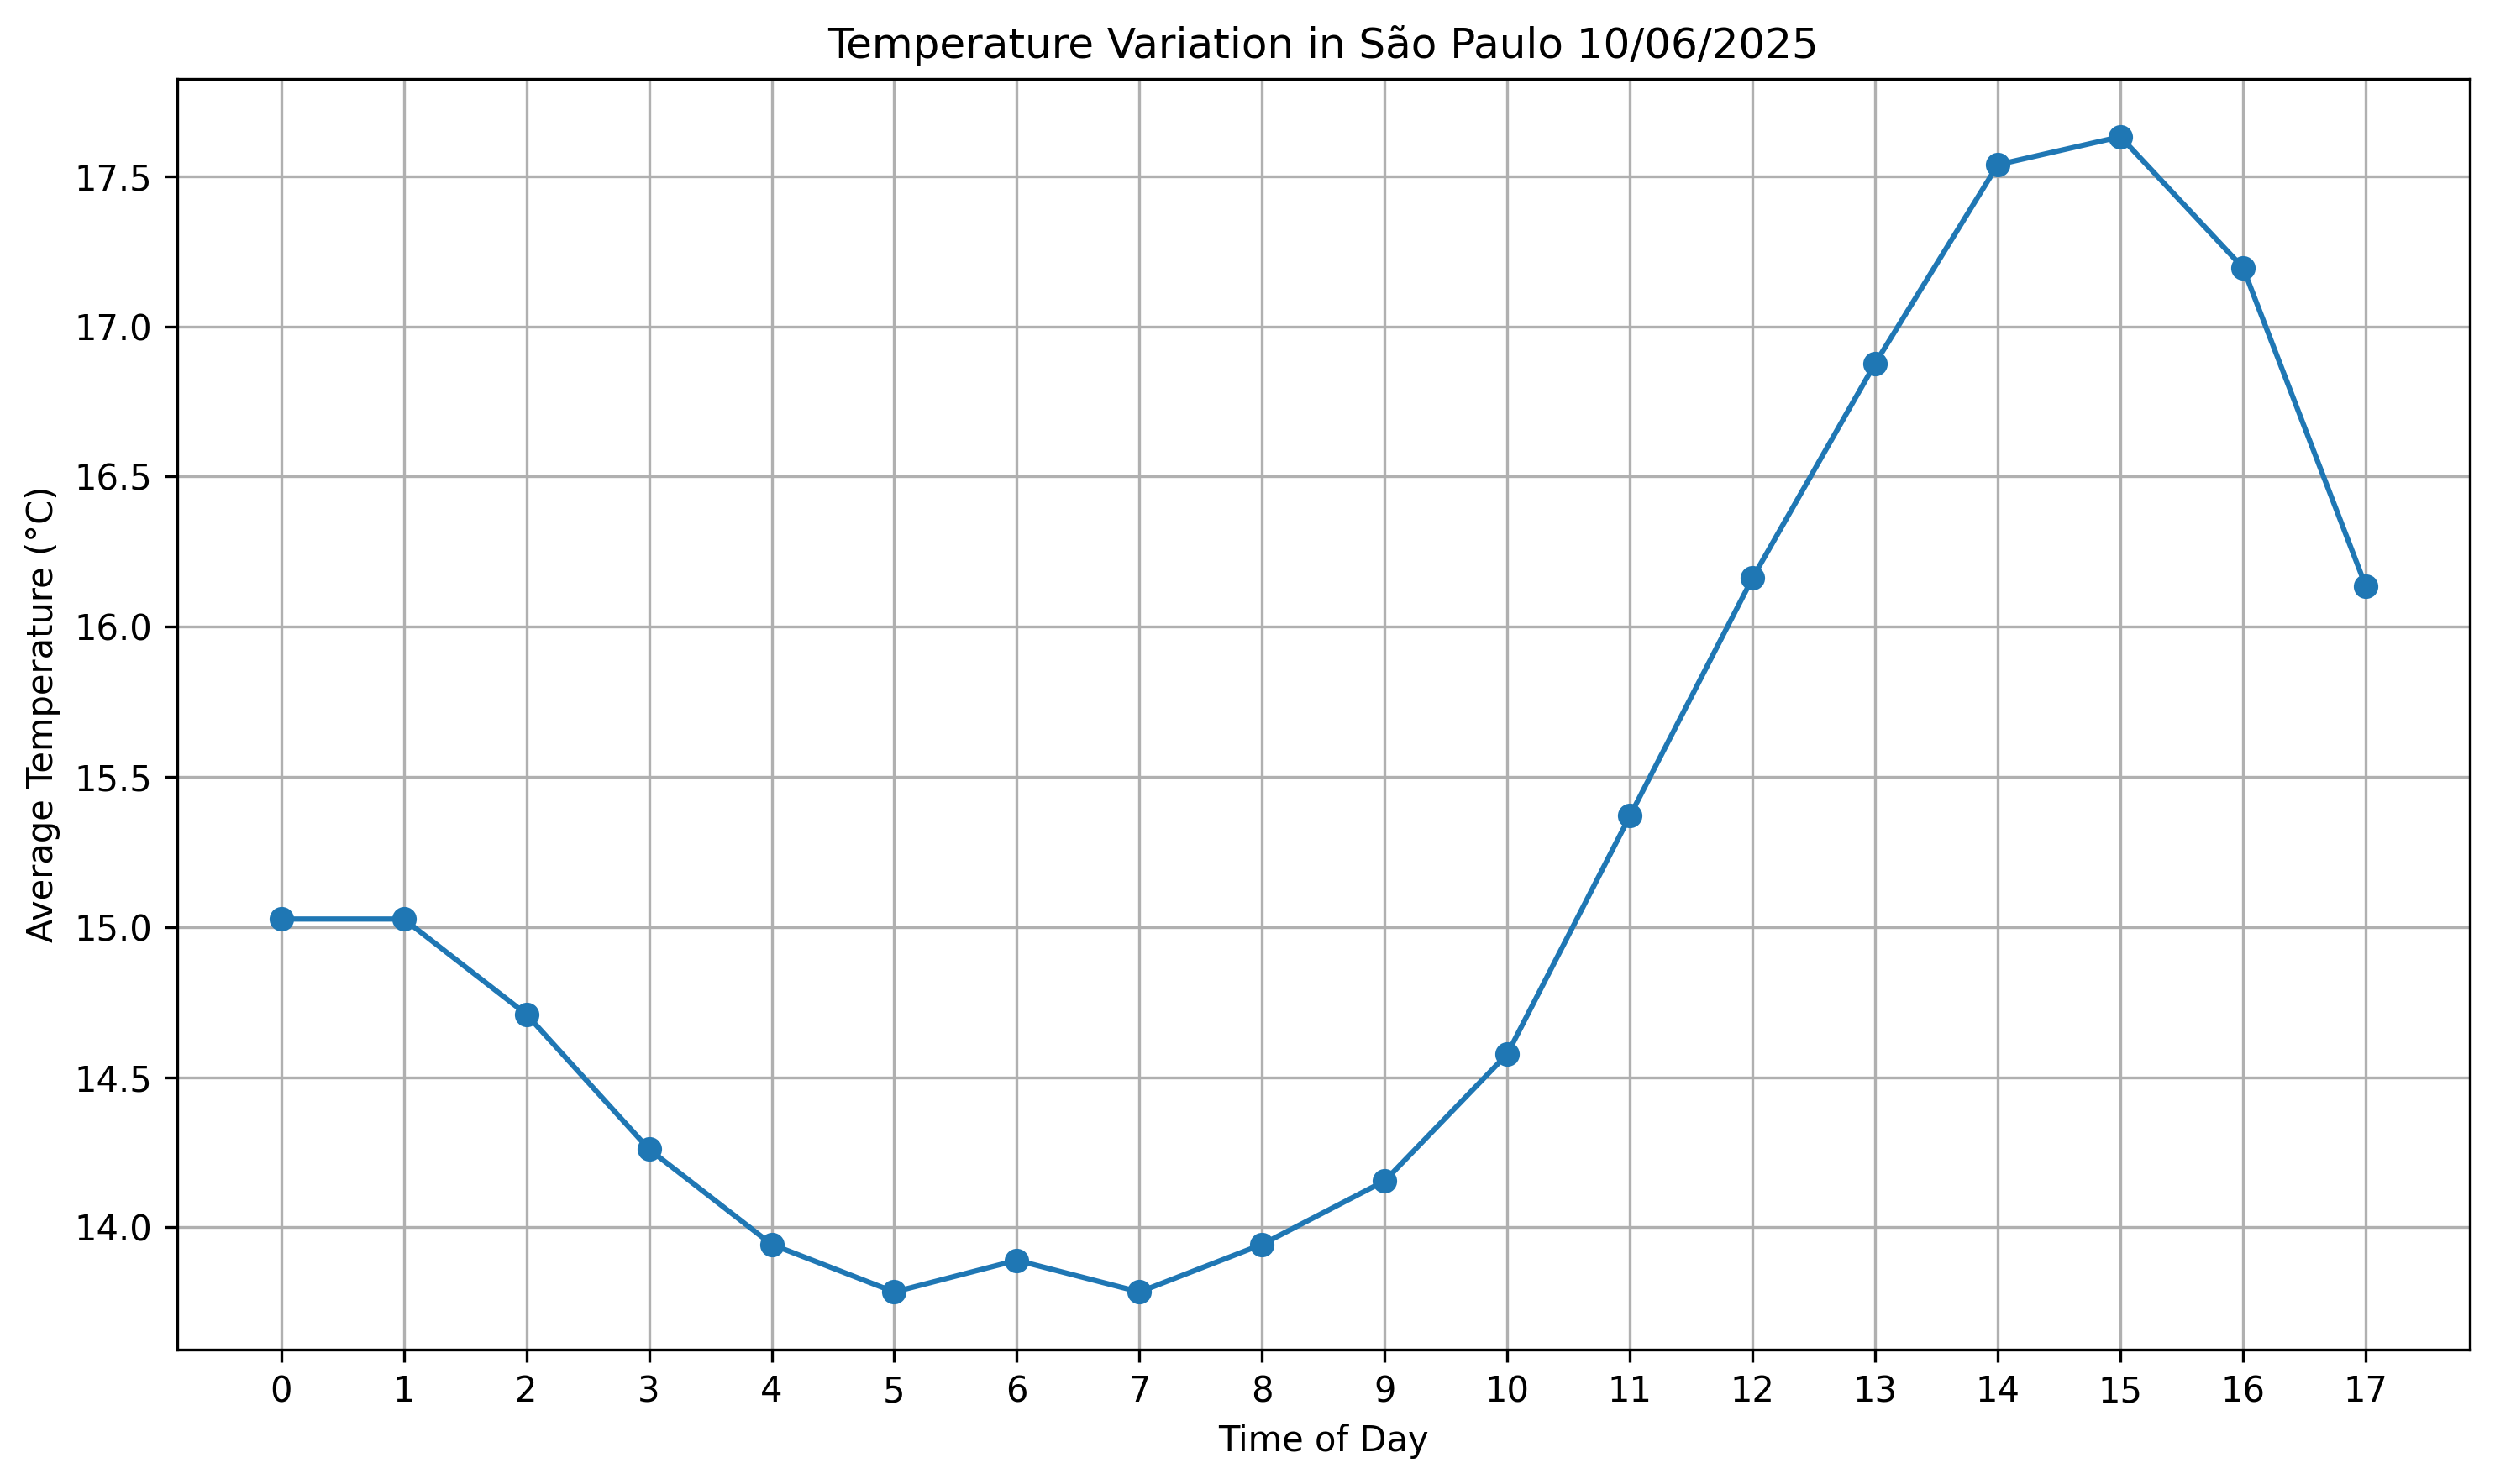 Temperature Variation in São Paulo 10/06/2025
Average Temperature (°C)
17.5
17.0
16.5
16.0
15.5
15.0
14.5
14.0
0 1 2 3 4 5 6 7 8 9 10 11 12 13 14 15 16 17
Time of Day